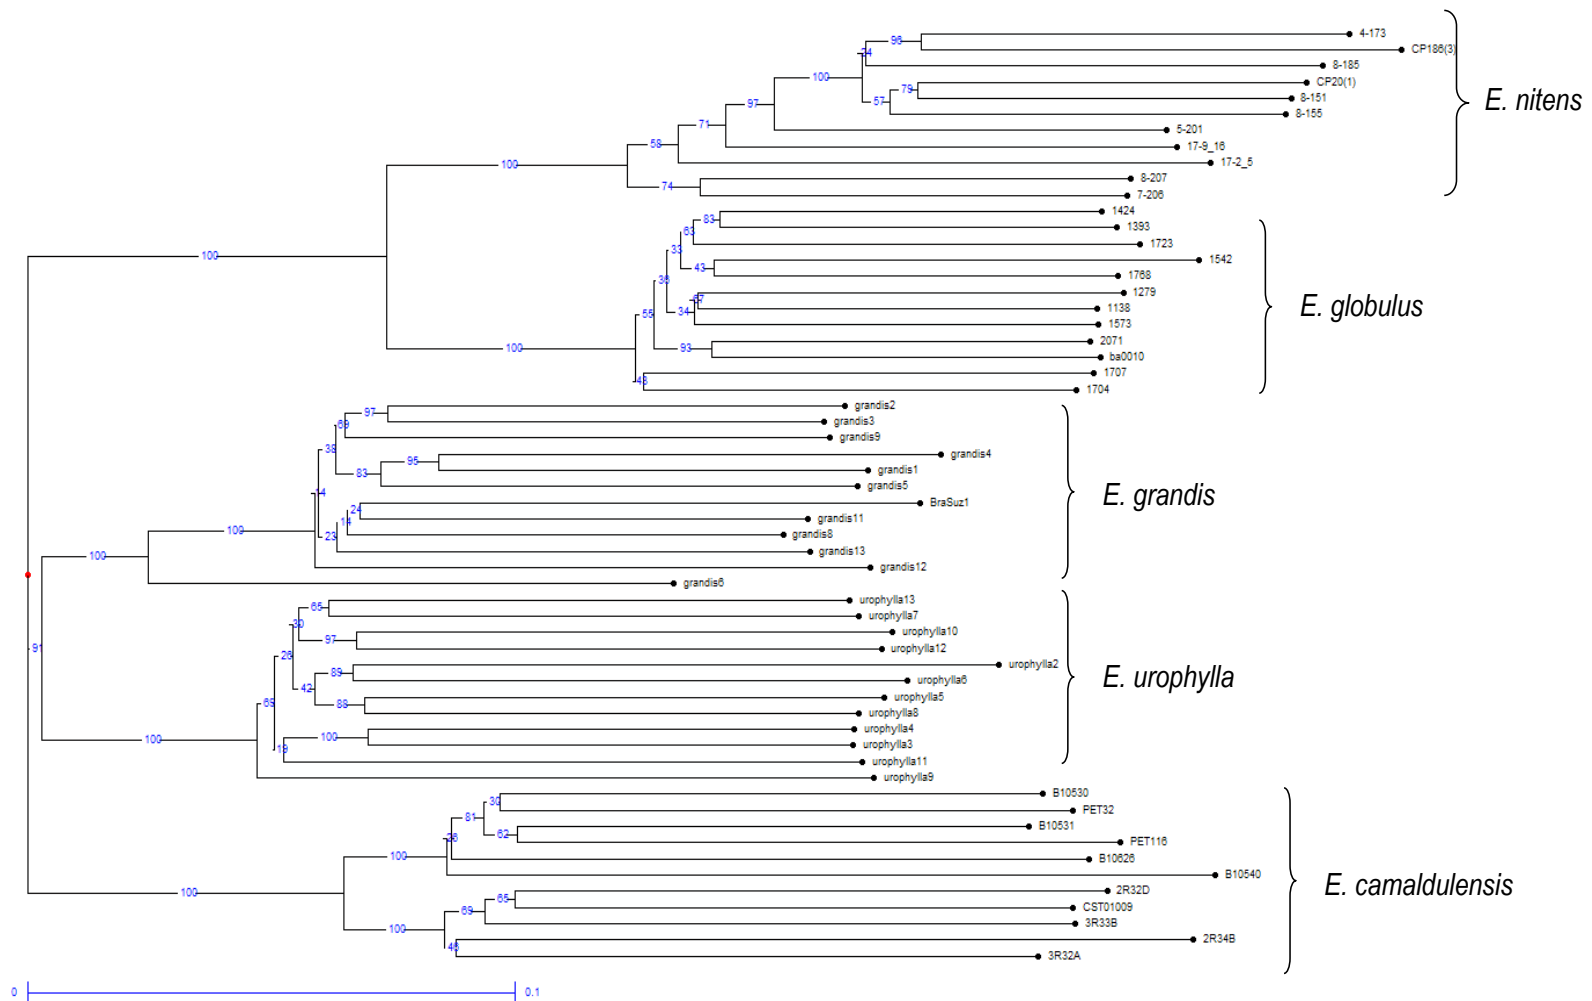 4-173
96
24
CP186(3)
8-185
100
CP20(1)
79
57
8-151
E. nitens
97
8-155
71
5-201
58
17-9_16
100
17-2_5
74
8-207
7-206
1424
83
1393
63
1723
33
100
1542
43
1768
36
1279
67
1138
34
E. globulus
55
1573
2071
100
93
ba0010
1707
43
1704
grandis2
97
69
grandis3
grandis9
38
grandis4
95
83
grandis1
grandis5
14
E. grandis
BraSuz1
24
14
grandis11
100
23
grandis8
100
grandis13
grandis12
grandis6
urophylla13
65
urophylla7
30
urophylla10
97
91
urophylla12
26
urophylla2
89
E. urophylla
42
urophylla6
69
urophylla5
88
urophylla8
urophylla4
100
100
19
urophylla3
urophylla11
urophylla9
B10530
30
81
PET32
B10531
62
26
PET116
100
B10626
B10540
E. camaldulensis
100
2R32D
65
69
CST01009
100
3R33B
46
2R34B
3R32A
0
0.1